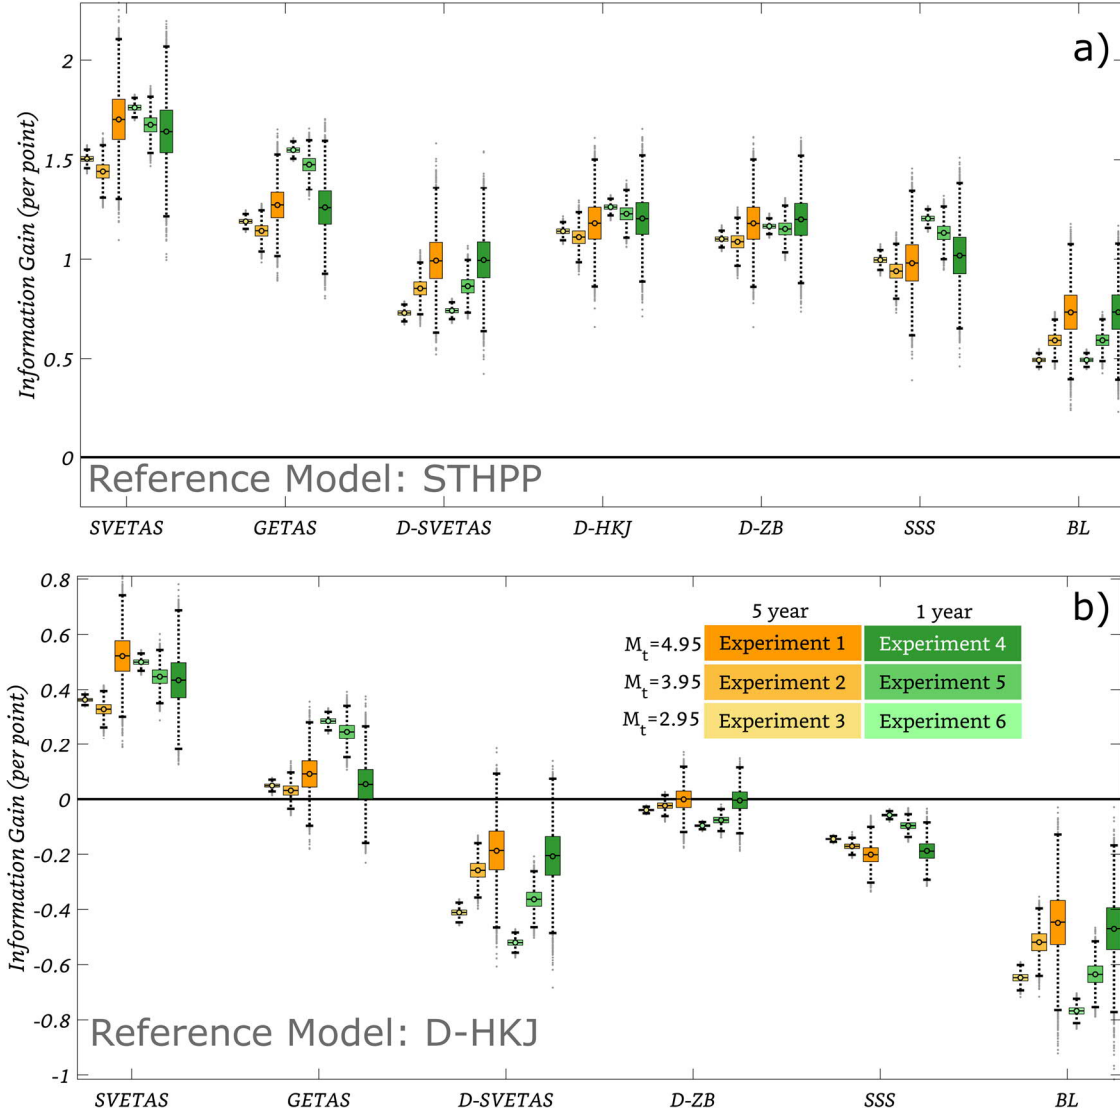 a)
Information Gain (per point)
2
1.5
1
0.5
0
Reference Model: STHPP
SVETAS GETAS D-SVETAS D-HKJ D-ZB SSS BL
b)
Information Gain (per point)
0.8
0.6
0.4
0.2
0
-0.2
-0.4
-0.6
-0.8
-1
5 year 1 year
Mt=4.95 Experiment 1 Experiment 4
Mt=3.95 Experiment 2 Experiment 5
Mt=2.95 Experiment 3 Experiment 6
Reference Model: D-HKJ
SVETAS GETAS D-SVETAS D-ZB SSS BL